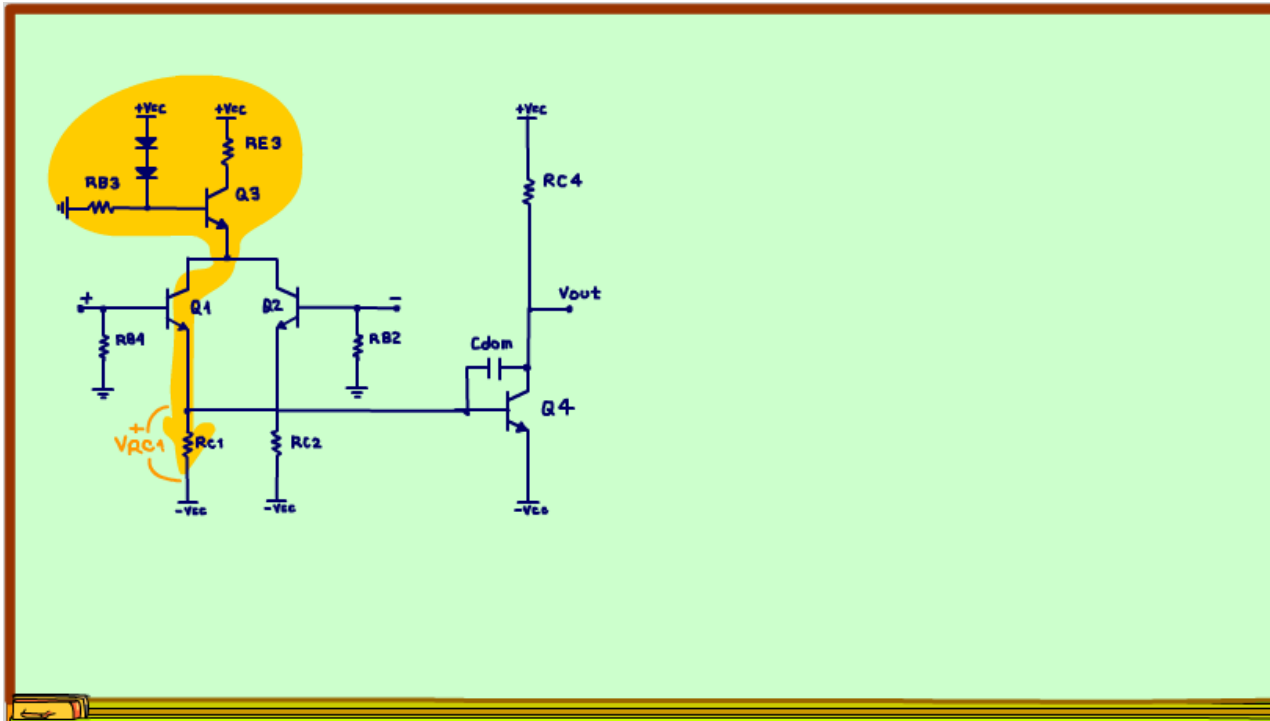 +Vcc
+Vcc
+Vcc
RE3
RC4
RB3
Q3
+
Q1
Q2
-
Vout
RB1
RB2
Cdom
Q4
+
VRC1
RC1
RC2
-Vcc
-Vcc
-Vcc